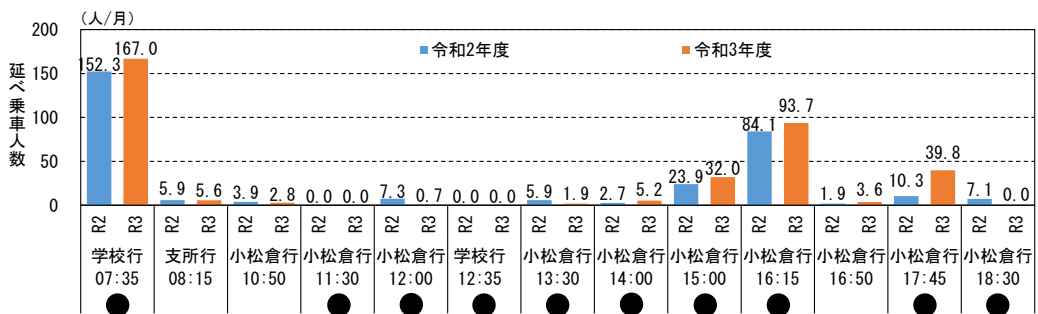 (人/月)
200
150
100
50
0
延べ乗車人数
令和2年度 令和3年度
152.3 167.0 5.9 5.6 3.9 2.8 0.0 0.0 7.3 0.7 0.0 0.0 5.9 1.9 2.7 5.2 23.9 32.0 84.1 93.7 1.9 3.6 10.3 39.8 7.1 0.0
R2 R3 R2 R3 R2 R3 R2 R3 R2 R3 R2 R3 R2 R3 R2 R3 R2 R3 R2 R3 R2 R3 R2 R3 R2 R3
学校行 支所行 小松倉行 小松倉行 小松倉行 学校行 小松倉行 小松倉行 小松倉行 小松倉行 小松倉行 小松倉行 小松倉行
07:35 08:15 10:50 11:30 12:00 12:35 13:30 14:00 15:00 16:15 16:50 17:45 18:30